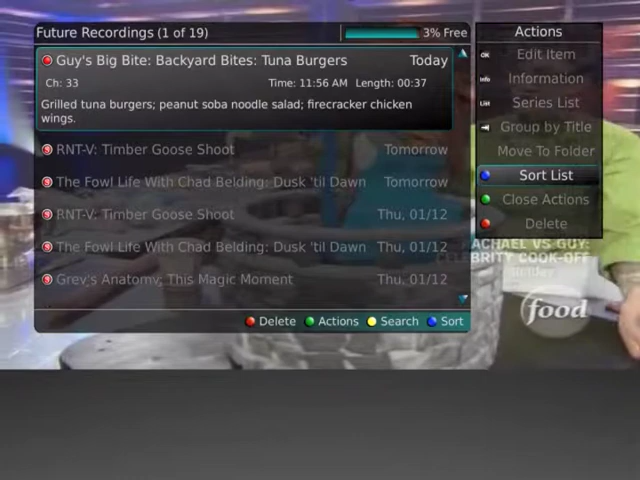 Future Recordings (1 of 19)
3% Free
Guy's Big Bite: Backyard Bites: Tuna Burgers Today
Ch: 33 Time: 11:56 AM Length: 00:37
Grilled tuna burgers; peanut soba noodle salad; firecracker chicken
wings.
RNT-V: Timber Goose Shoot Tomorrow
The Fowl Life With Chad Belding: Dusk 'til Dawn Tomorrow
RNT-V: Timber Goose Shoot Thu, 01/12
The Fowl Life With Chad Belding: Dusk 'til Dawn Thu, 01/12
Grey's Anatomy: This Magic Moment Thu, 01/12
Delete Actions Search Sort
Actions
OK Edit Item
Info Information
List Series List
Group by Title
Move To Folder
Sort List
Close Actions
Delete
ACHAEL VS GUY:
CELEBRITY COOK-OFF
food